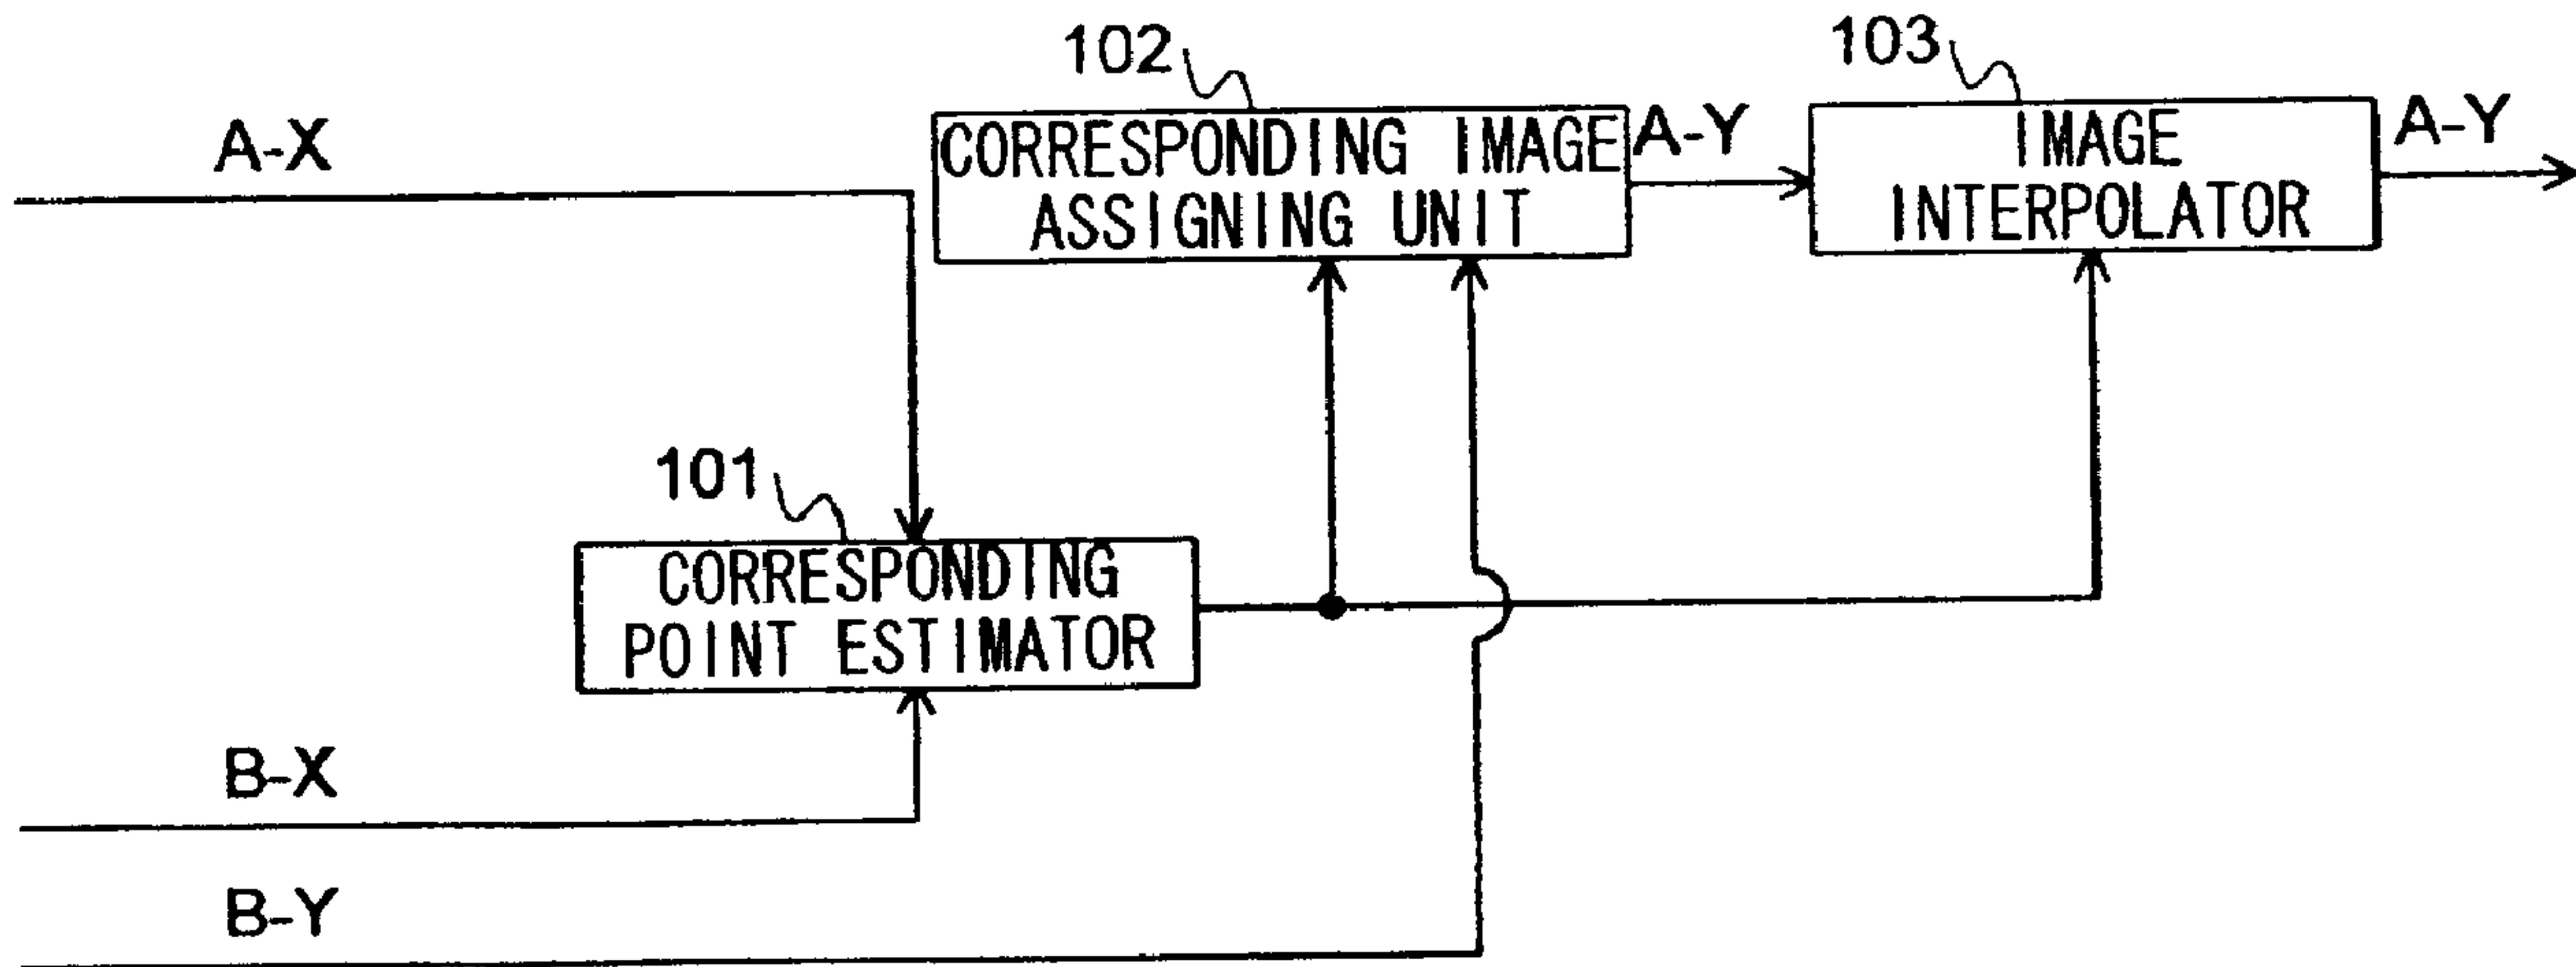 102
103
A-X
CORRESPONDING IMAGE
ASSIGNING UNIT
A-Y
IMAGE
INTERPOLATOR
A-Y
101
CORRESPONDING
POINT ESTIMATOR
B-X
B-Y